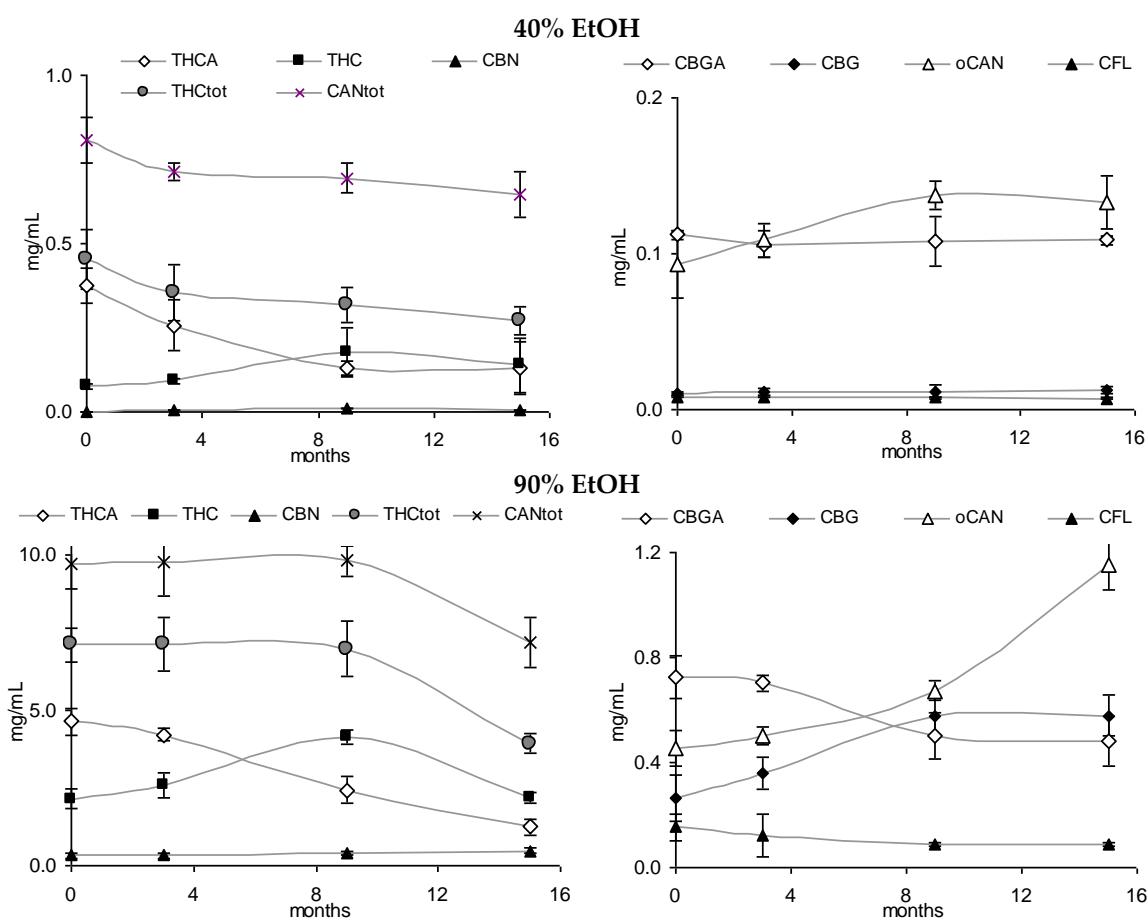 40% EtOH
THCA THC CBN
THCtot CANtot
1.0
0.5
0.0
mg/mL
0 4 8 12 16
months
CBGA CBG oCAN CFL
0.2
0.1
0.0
mg/mL
0 4 8 12 16
months
90% EtOH
THCA THC CBN THCtot CANtot
10.0
5.0
0.0
mg/mL
0 4 8 12 16
months
CBGA CBG oCAN CFL
1.2
0.8
0.4
0.0
mg/mL
0 4 8 12 16
months